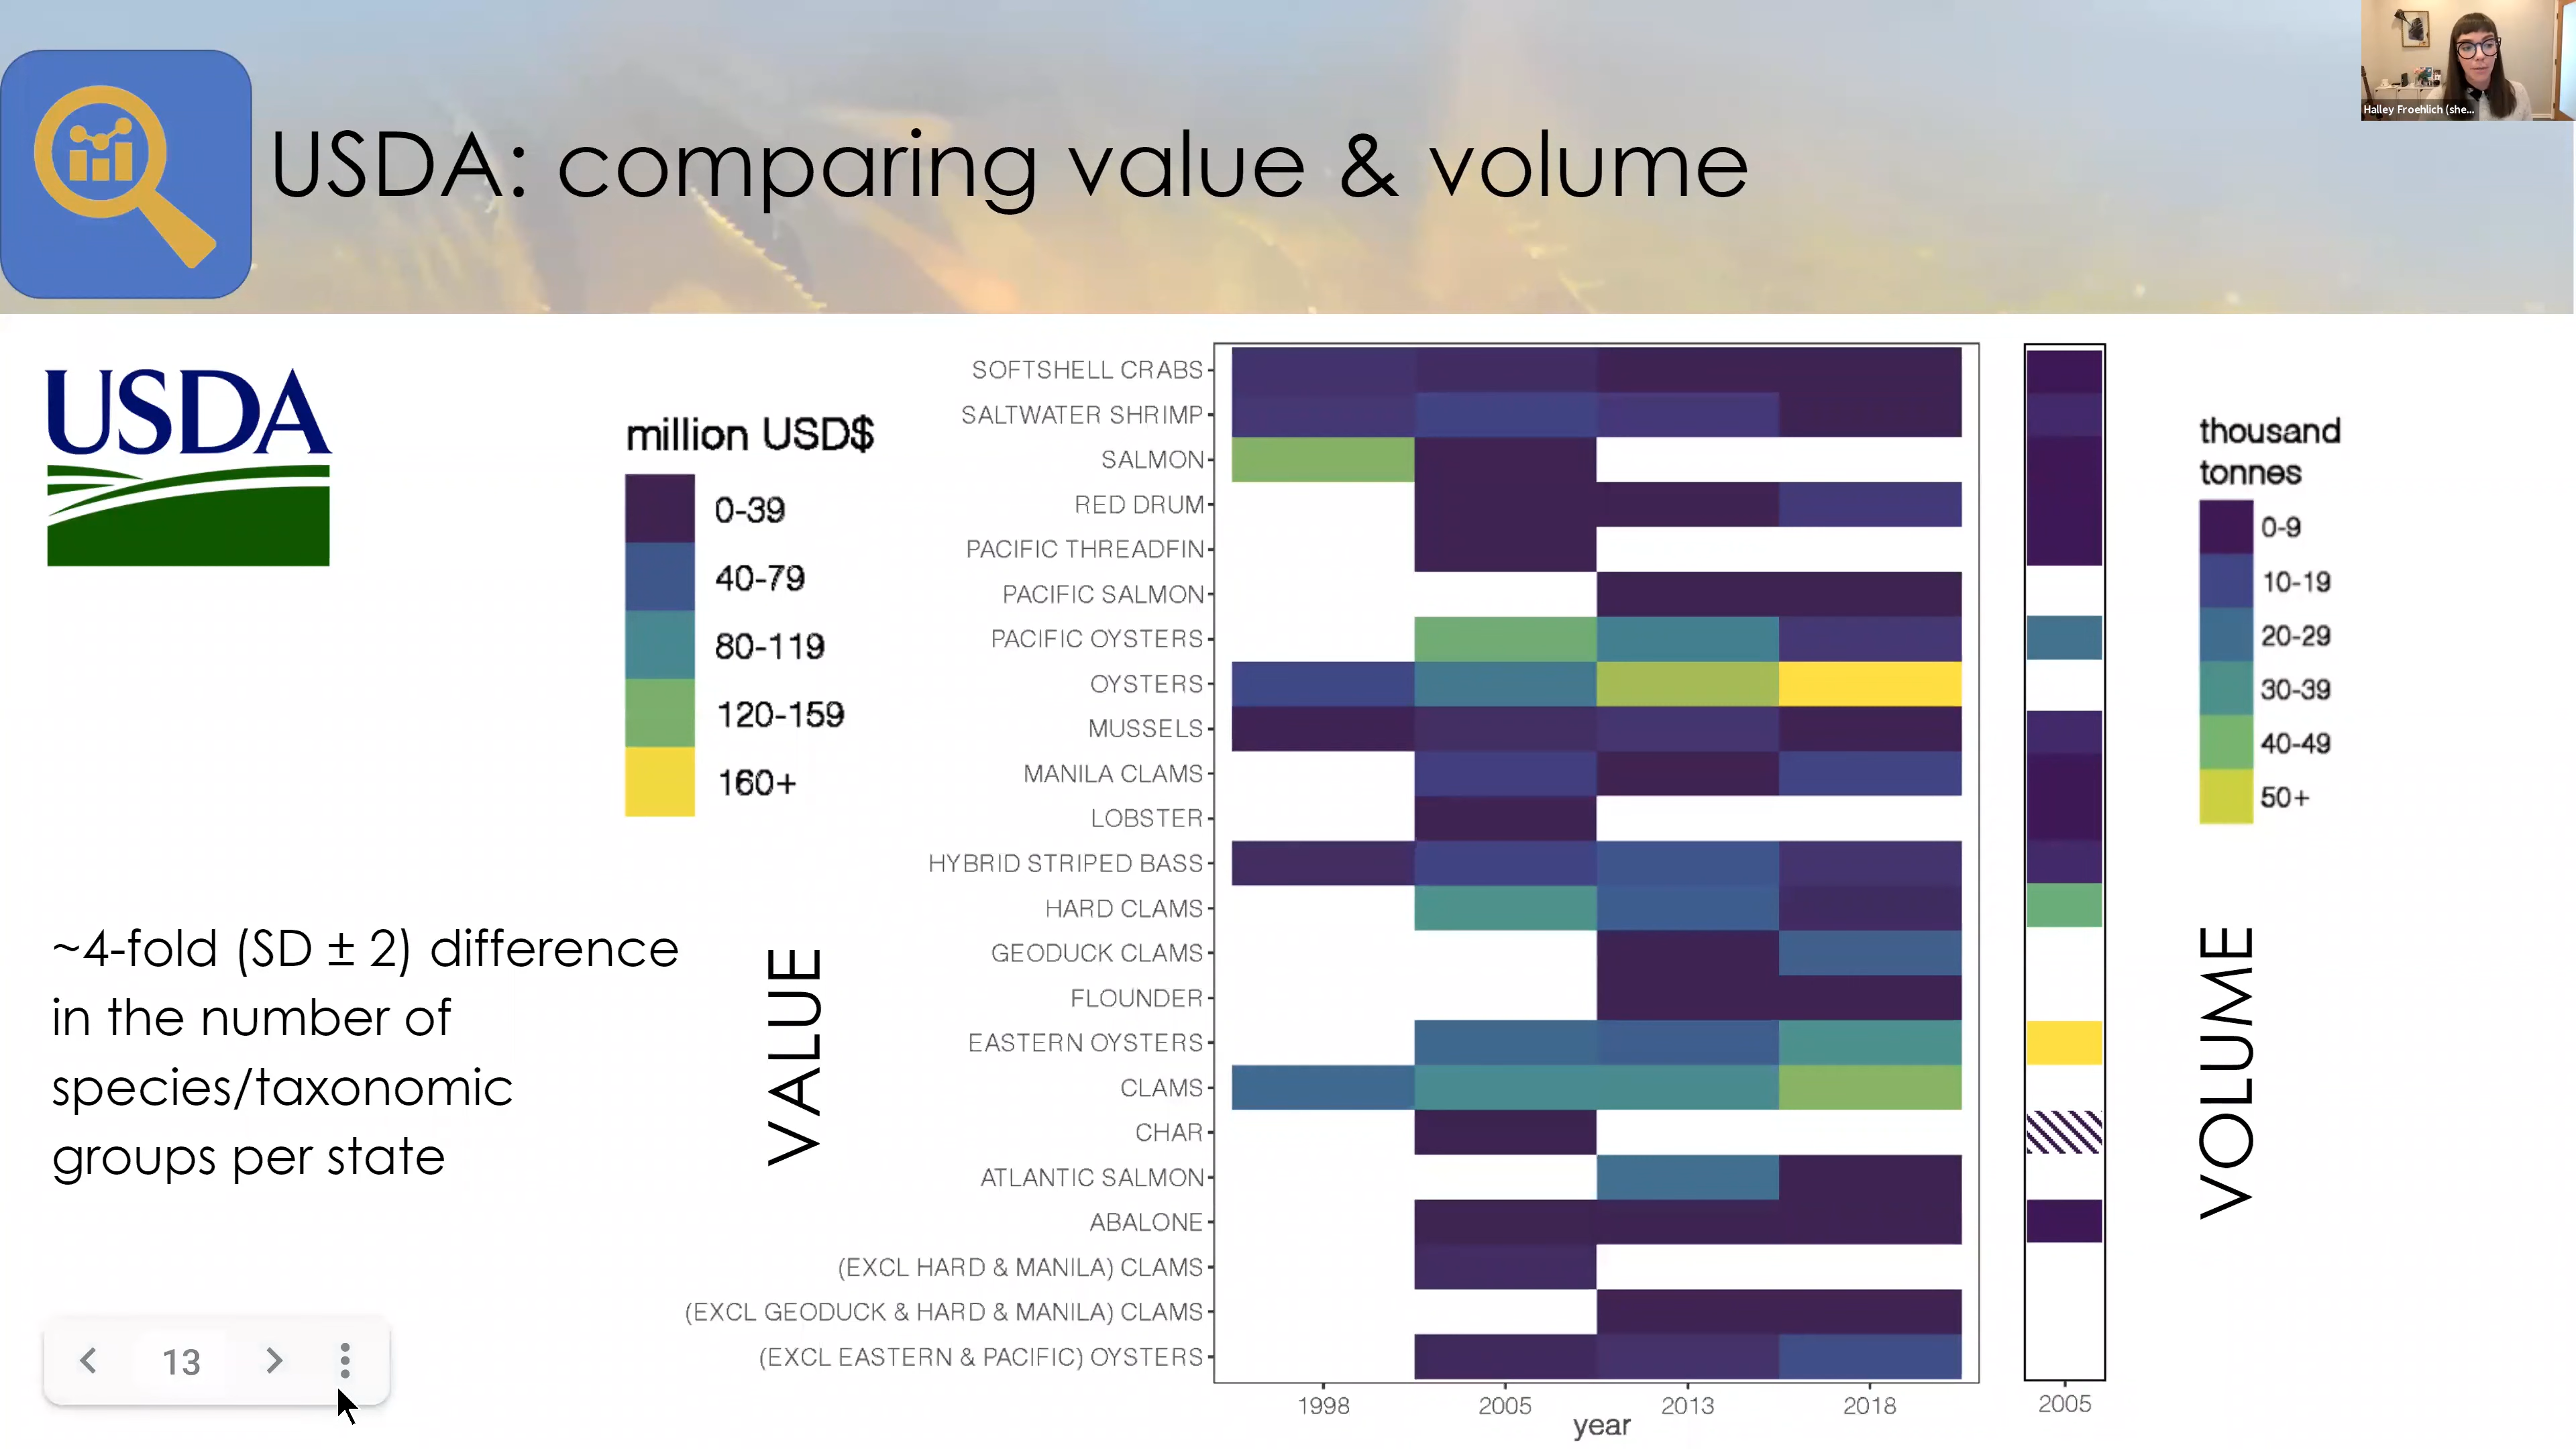 Halley Froehlich (she...
USDA: comparing value & volume
USDA
million USD$
0-39
40-79
80-119
120-159
160+
~4-fold (SD ± 2) difference
in the number of
species/taxonomic
groups per state
VALUE
SOFTSHELL CRABS
SALTWATER SHRIMP
SALMON
RED DRUM
PACIFIC THREADFIN
PACIFIC SALMON
PACIFIC OYSTERS
OYSTERS
MUSSELS
MANILA CLAMS
LOBSTER
HYBRID STRIPED BASS
HARD CLAMS
GEODUCK CLAMS
FLOUNDER
EASTERN OYSTERS
CLAMS
CHAR
ATLANTIC SALMON
ABALONE
(EXCL HARD & MANILA) CLAMS
(EXCL GEODUCK & HARD & MANILA) CLAMS
(EXCL EASTERN & PACIFIC) OYSTERS
1998 2005 2013 2018
year
2005
thousand
tonnes
0-9
10-19
20-29
30-39
40-49
50+
VOLUME
13